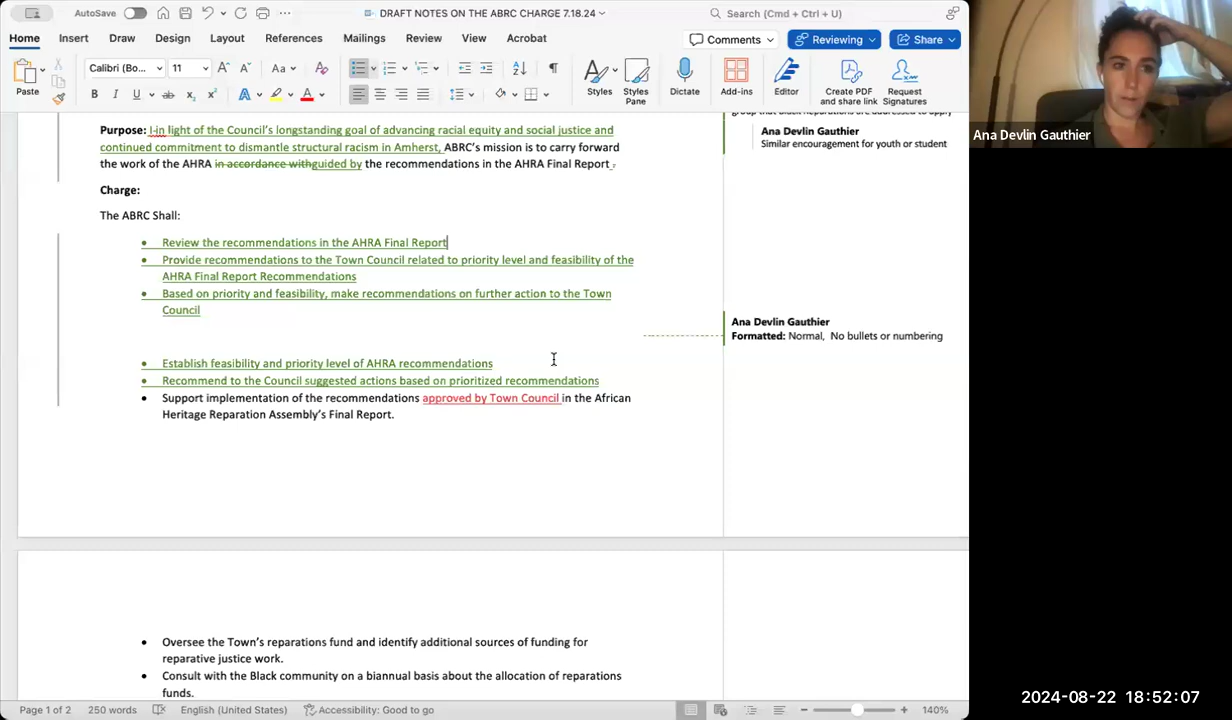 AutoSave
DRAFT NOTES ON THE ABRC CHARGE 7.18.24
Search (Cmd + Ctrl + U)
Home Insert Draw Design Layout References Mailings Review View Acrobat Comments Reviewing Share
Paste Calibri (Bo... 11 Styles Styles Pane Dictate Add-ins Editor Create PDF and share link Request Signatures
Purpose: I in light of the Council's longstanding goal of advancing racial equity and social justice and
continued commitment to dismantle structural racism in Amherst, ABRC's mission is to carry forward
the work of the AHRA in accordance withguided by the recommendations in the AHRA Final Report .
Charge:
The ABRC Shall:
• Review the recommendations in the AHRA Final Report
• Provide recommendations to the Town Council related to priority level and feasibility of the
AHRA Final Report Recommendations
• Based on priority and feasibility, make recommendations on further action to the Town
Council
• Establish feasibility and priority level of AHRA recommendations
• Recommend to the Council suggested actions based on prioritized recommendations
• Support implementation of the recommendations approved by Town Council in the African
Heritage Reparation Assembly's Final Report.
• Oversee the Town's reparations fund and identify additional sources of funding for
reparative justice work.
• Consult with the Black community on a biannual basis about the allocation of reparations
funds.
group that Black reparations are addressed to apply
Ana Devlin Gauthier
Similar encouragement for youth or student
Ana Devlin Gauthier
Formatted: Normal, No bullets or numbering
Page 1 of 2 250 words English (United States) Accessibility: Good to go 140%
Ana Devlin Gauthier
2024-08-22 18:52:07